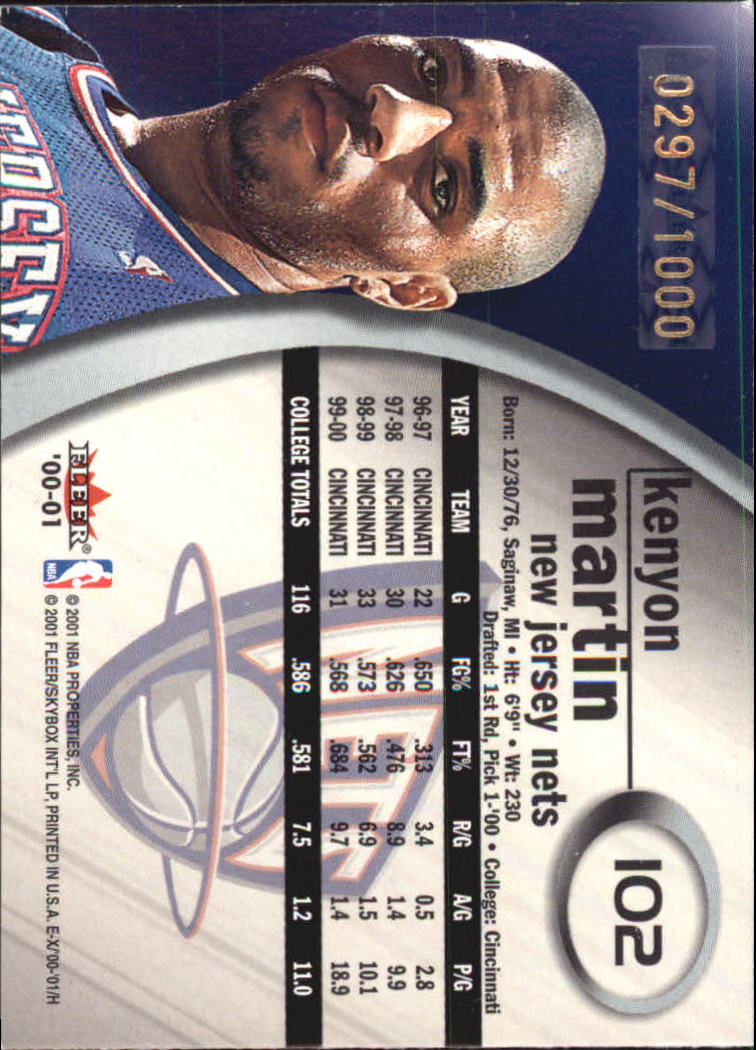 0297/1000
kenyon
martin
new jersey nets
102
Born: 12/30/76, Saginaw, MI • Ht: 6'9" • Wt: 230
Drafted: 1st Rd, Pick 1-'00 • College: Cincinnati
YEAR TEAM G FG% FT% R/G A/G P/G
96-97 CINCINNATI 22 .650 .313 3.4 0.5 2.8
97-98 CINCINNATI 30 .626 .476 8.9 1.4 9.9
98-99 CINCINNATI 33 .573 .562 6.9 1.5 10.1
99-00 CINCINNATI 31 .568 .684 9.7 1.4 18.9
COLLEGE TOTALS 116 .586 .581 7.5 1.2 11.0
NETS
FLEER®
'00-01
NBA
© 2001 NBA PROPERTIES, INC.
© 2001 FLEER/SKYBOX INT'L LP, PRINTED IN U.S.A. E-X/'00-'01/H